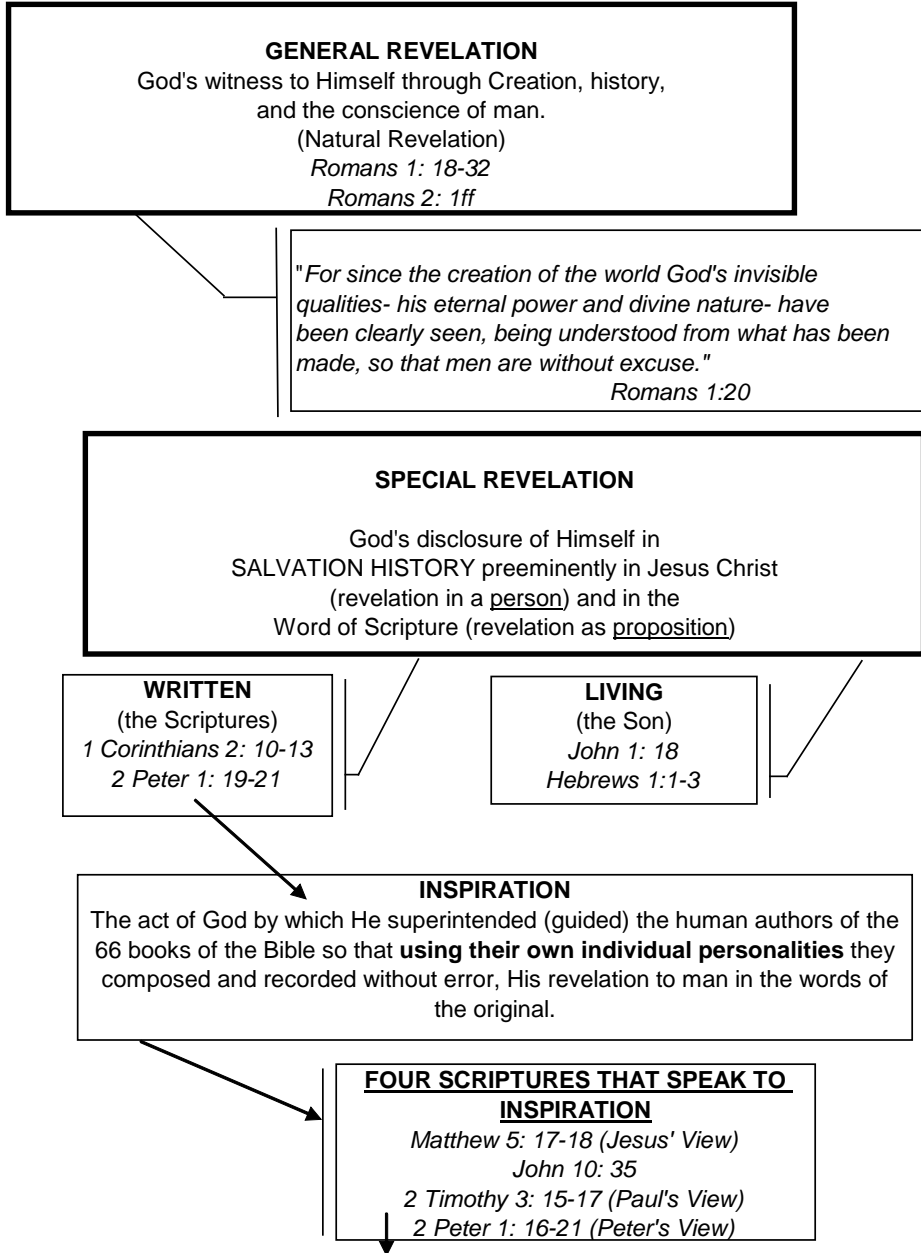 GENERAL REVELATION
God's witness to Himself through Creation, history,
and the conscience of man.
(Natural Revelation)
Romans 1: 18-32
Romans 2: 1ff
"For since the creation of the world God's invisible
qualities- his eternal power and divine nature- have
been clearly seen, being understood from what has been
made, so that men are without excuse."
Romans 1:20
SPECIAL REVELATION
God's disclosure of Himself in
SALVATION HISTORY preeminently in Jesus Christ
(revelation in a person) and in the
Word of Scripture (revelation as proposition)
WRITTEN
(the Scriptures)
1 Corinthians 2: 10-13
2 Peter 1: 19-21
LIVING
(the Son)
John 1: 18
Hebrews 1:1-3
INSPIRATION
The act of God by which He superintended (guided) the human authors of the
66 books of the Bible so that using their own individual personalities they
composed and recorded without error, His revelation to man in the words of
the original.
FOUR SCRIPTURES THAT SPEAK TO
INSPIRATION
Matthew 5: 17-18 (Jesus' View)
John 10: 35
2 Timothy 3: 15-17 (Paul's View)
2 Peter 1: 16-21 (Peter's View)